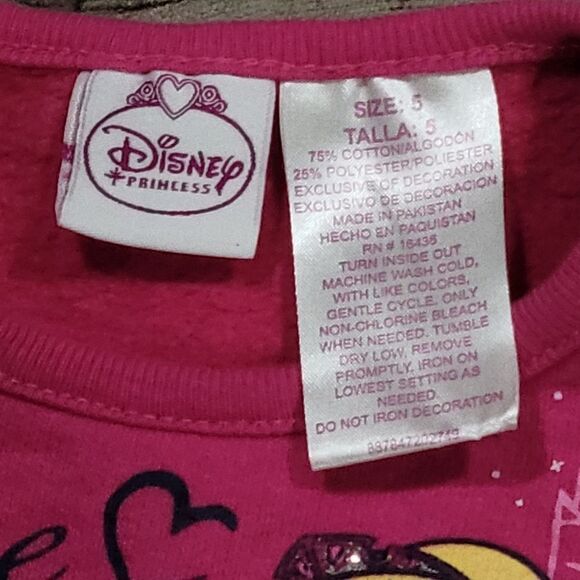 Disney
PRINCESS
SIZE: 5
TALLA: 5
75% COTTON/ALGODÓN
25% POLYESTER/POLIESTER
EXCLUSIVE OF DECORATION
EXCLUSIVO DE DECORACION
MADE IN PAKISTAN
HECHO EN PAQUISTAN
RN # 16435
TURN INSIDE OUT
MACHINE WASH COLD,
WITH LIKE COLORS,
GENTLE CYCLE. ONLY
NON-CHLORINE BLEACH
WHEN NEEDED. TUMBLE
DRY LOW, REMOVE
PROMPTLY, IRON ON
LOWEST SETTING AS
NEEDED.
DO NOT IRON DECORATION